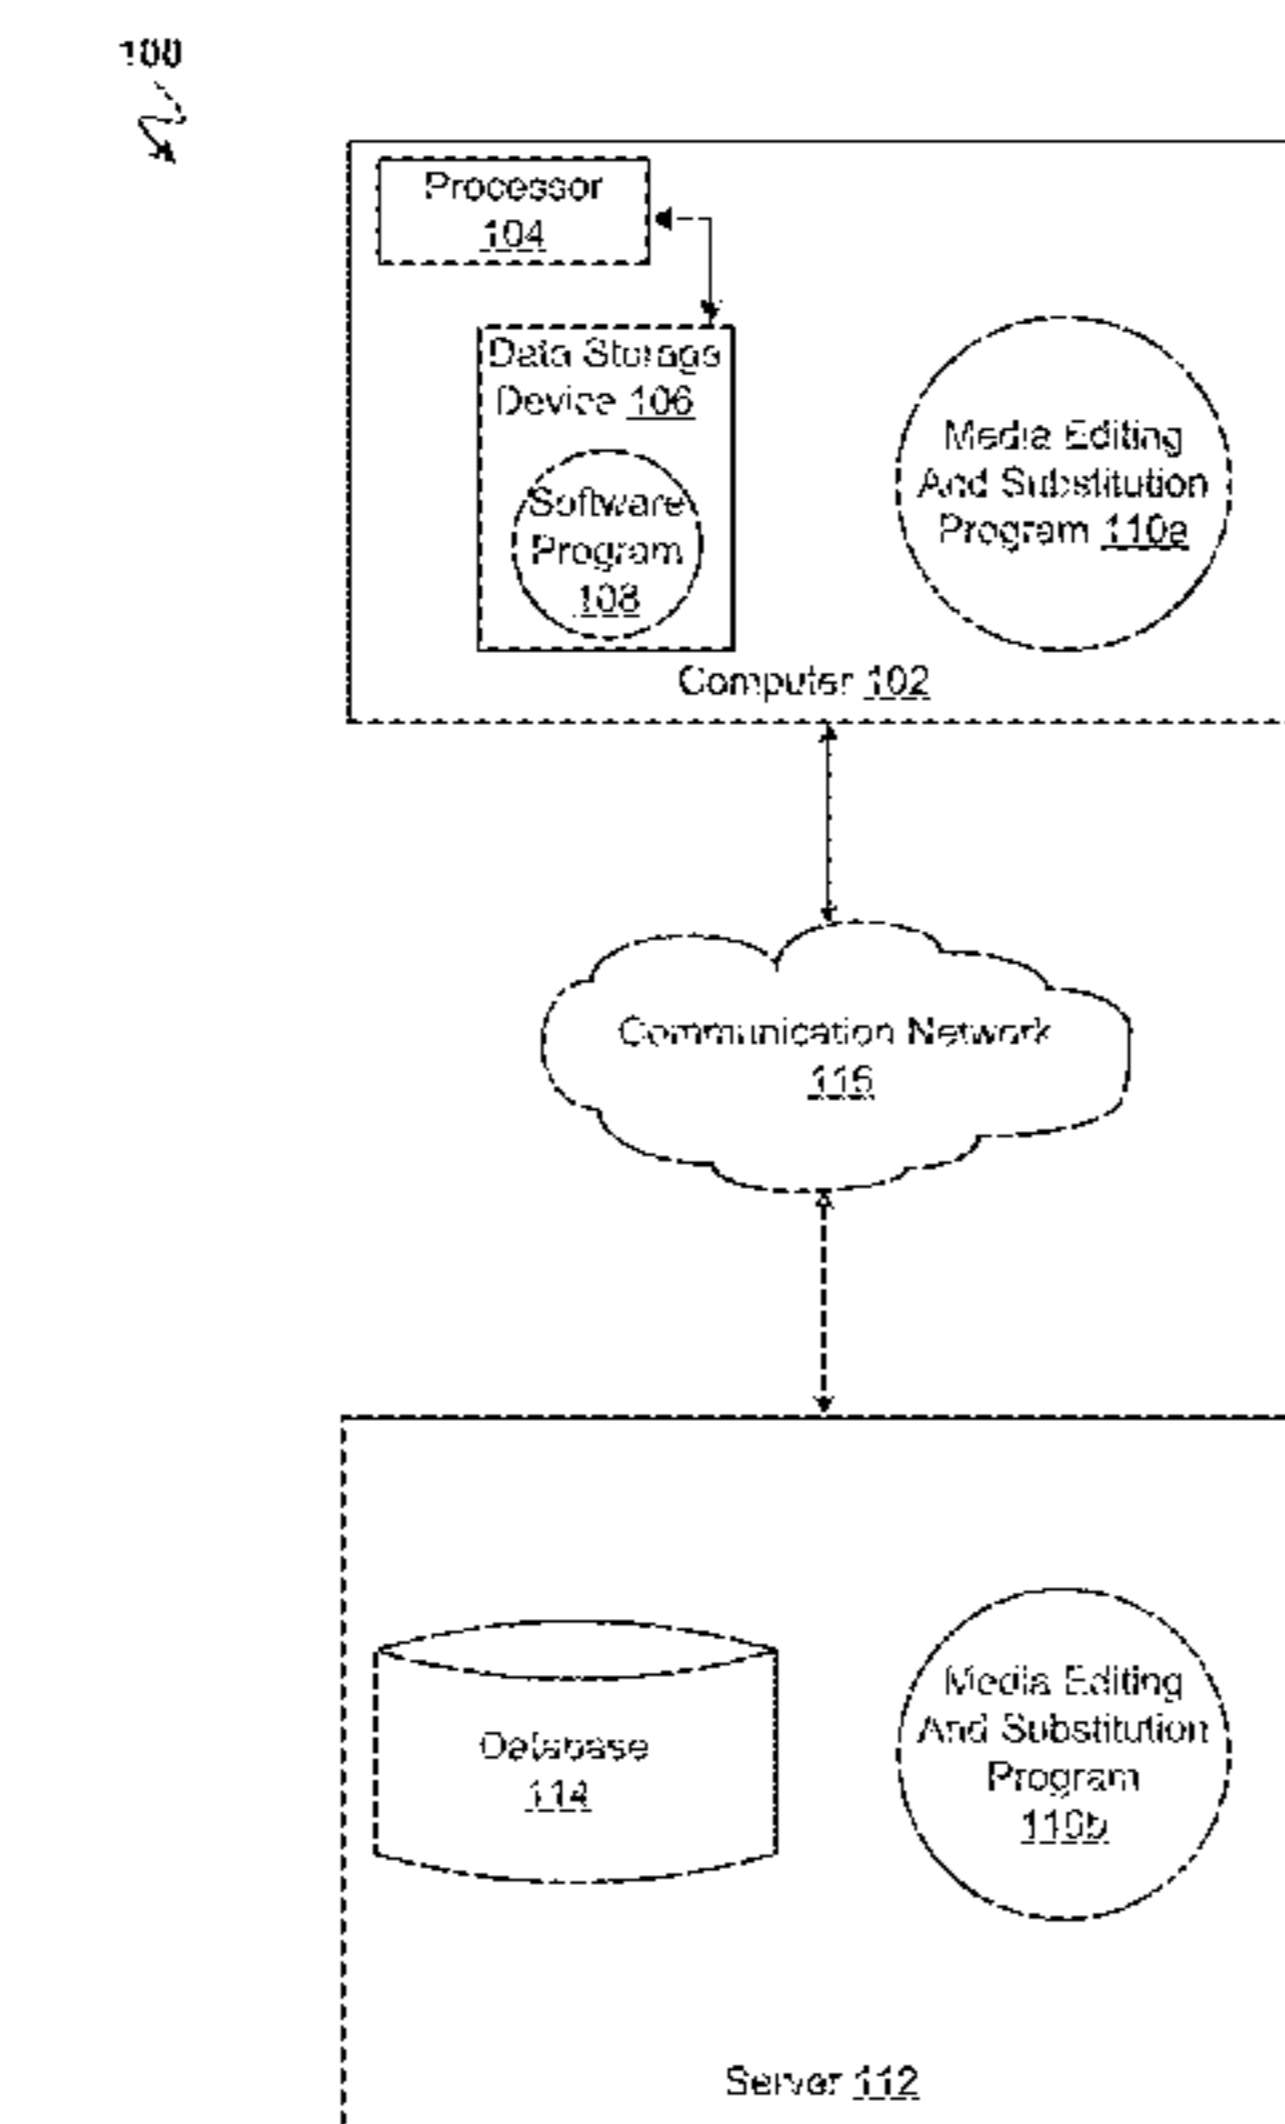 100
Processor
104
Data Storage
Device 106
Software
Program
108
Media Editing
And Substitution
Program 110a
Computer 102
Communication Network
116
Database
114
Media Editing
And Substitution
Program
110b
Server 112